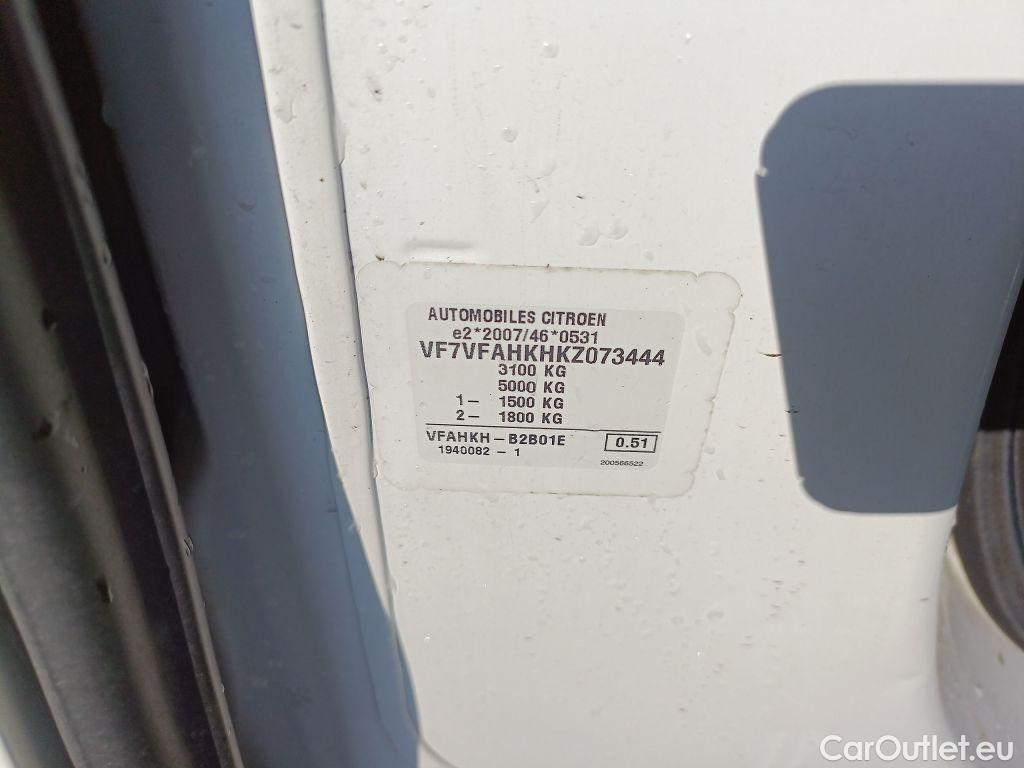 AUTOMOBILES CITROEN
e2*2007/46*0531
VF7VFAHKHKZ073444
3100 KG
5000 KG
1- 1500 KG
2- 1800 KG
VFAHKH-B2B01E 0.51
1940082-1
200566522
CarOutlet.eu